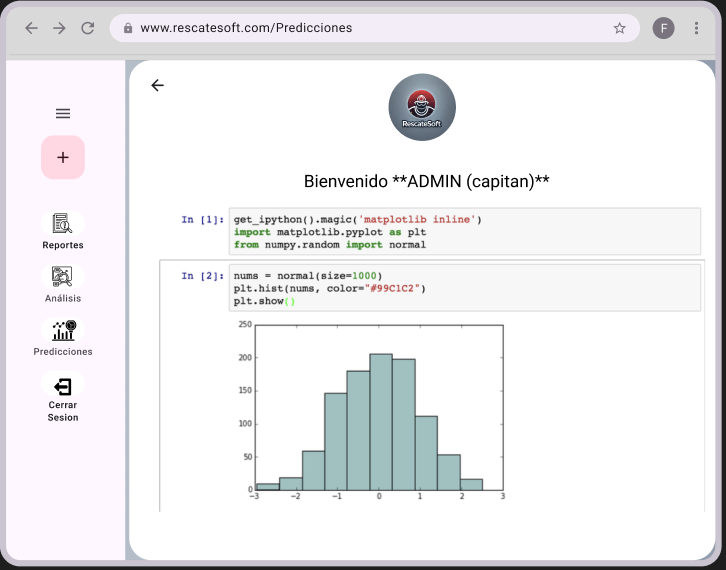 www.rescatesoft.com/Predicciones
F
RescateSoft
+
Bienvenido **ADMIN (capitan)**
Reportes
Análisis
Predicciones
Cerrar
Sesion
In [1]:
get_ipython().magic('matplotlib inline')
import matplotlib.pyplot as plt
from numpy.random import normal
In [2]:
nums = normal(size=1000)
plt.hist(nums, color="#99C1C2")
plt.show()
250
200
150
100
50
0
−3 −2 −1 0 1 2 3